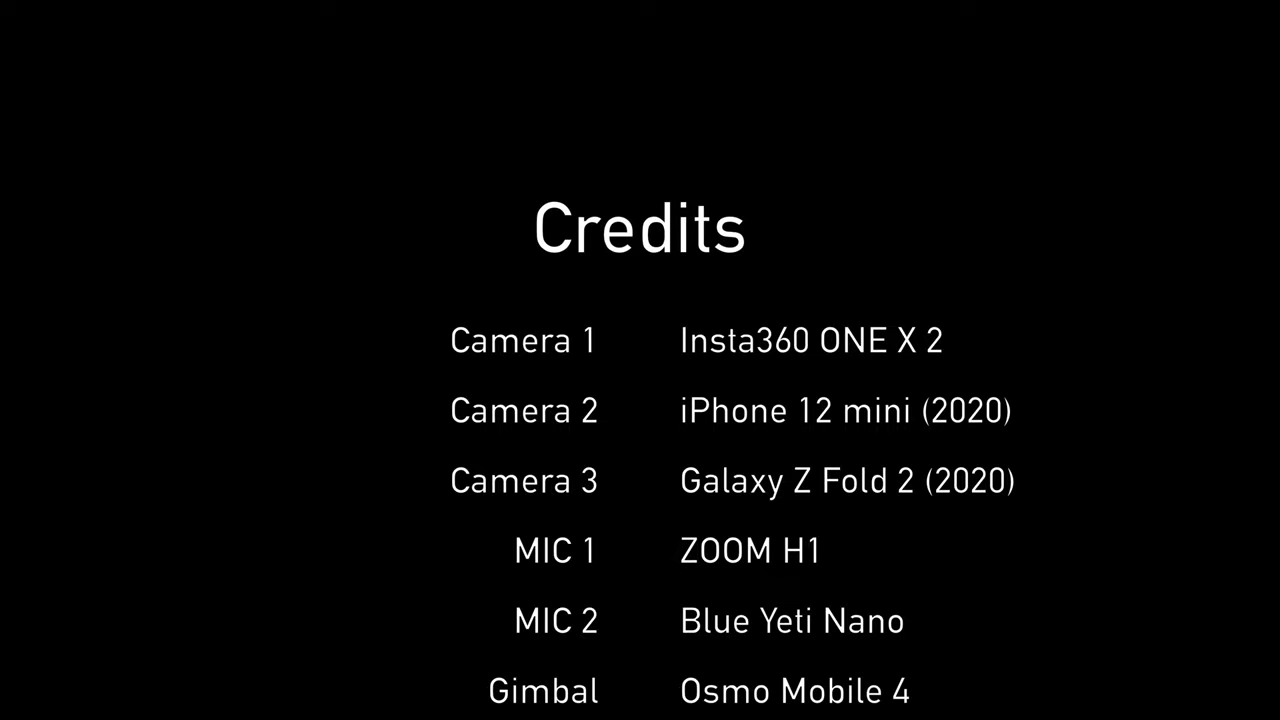 Credits
Camera 1 Insta360 ONE X 2
Camera 2 iPhone 12 mini (2020)
Camera 3 Galaxy Z Fold 2 (2020)
MIC 1 ZOOM H1
MIC 2 Blue Yeti Nano
Gimbal Osmo Mobile 4